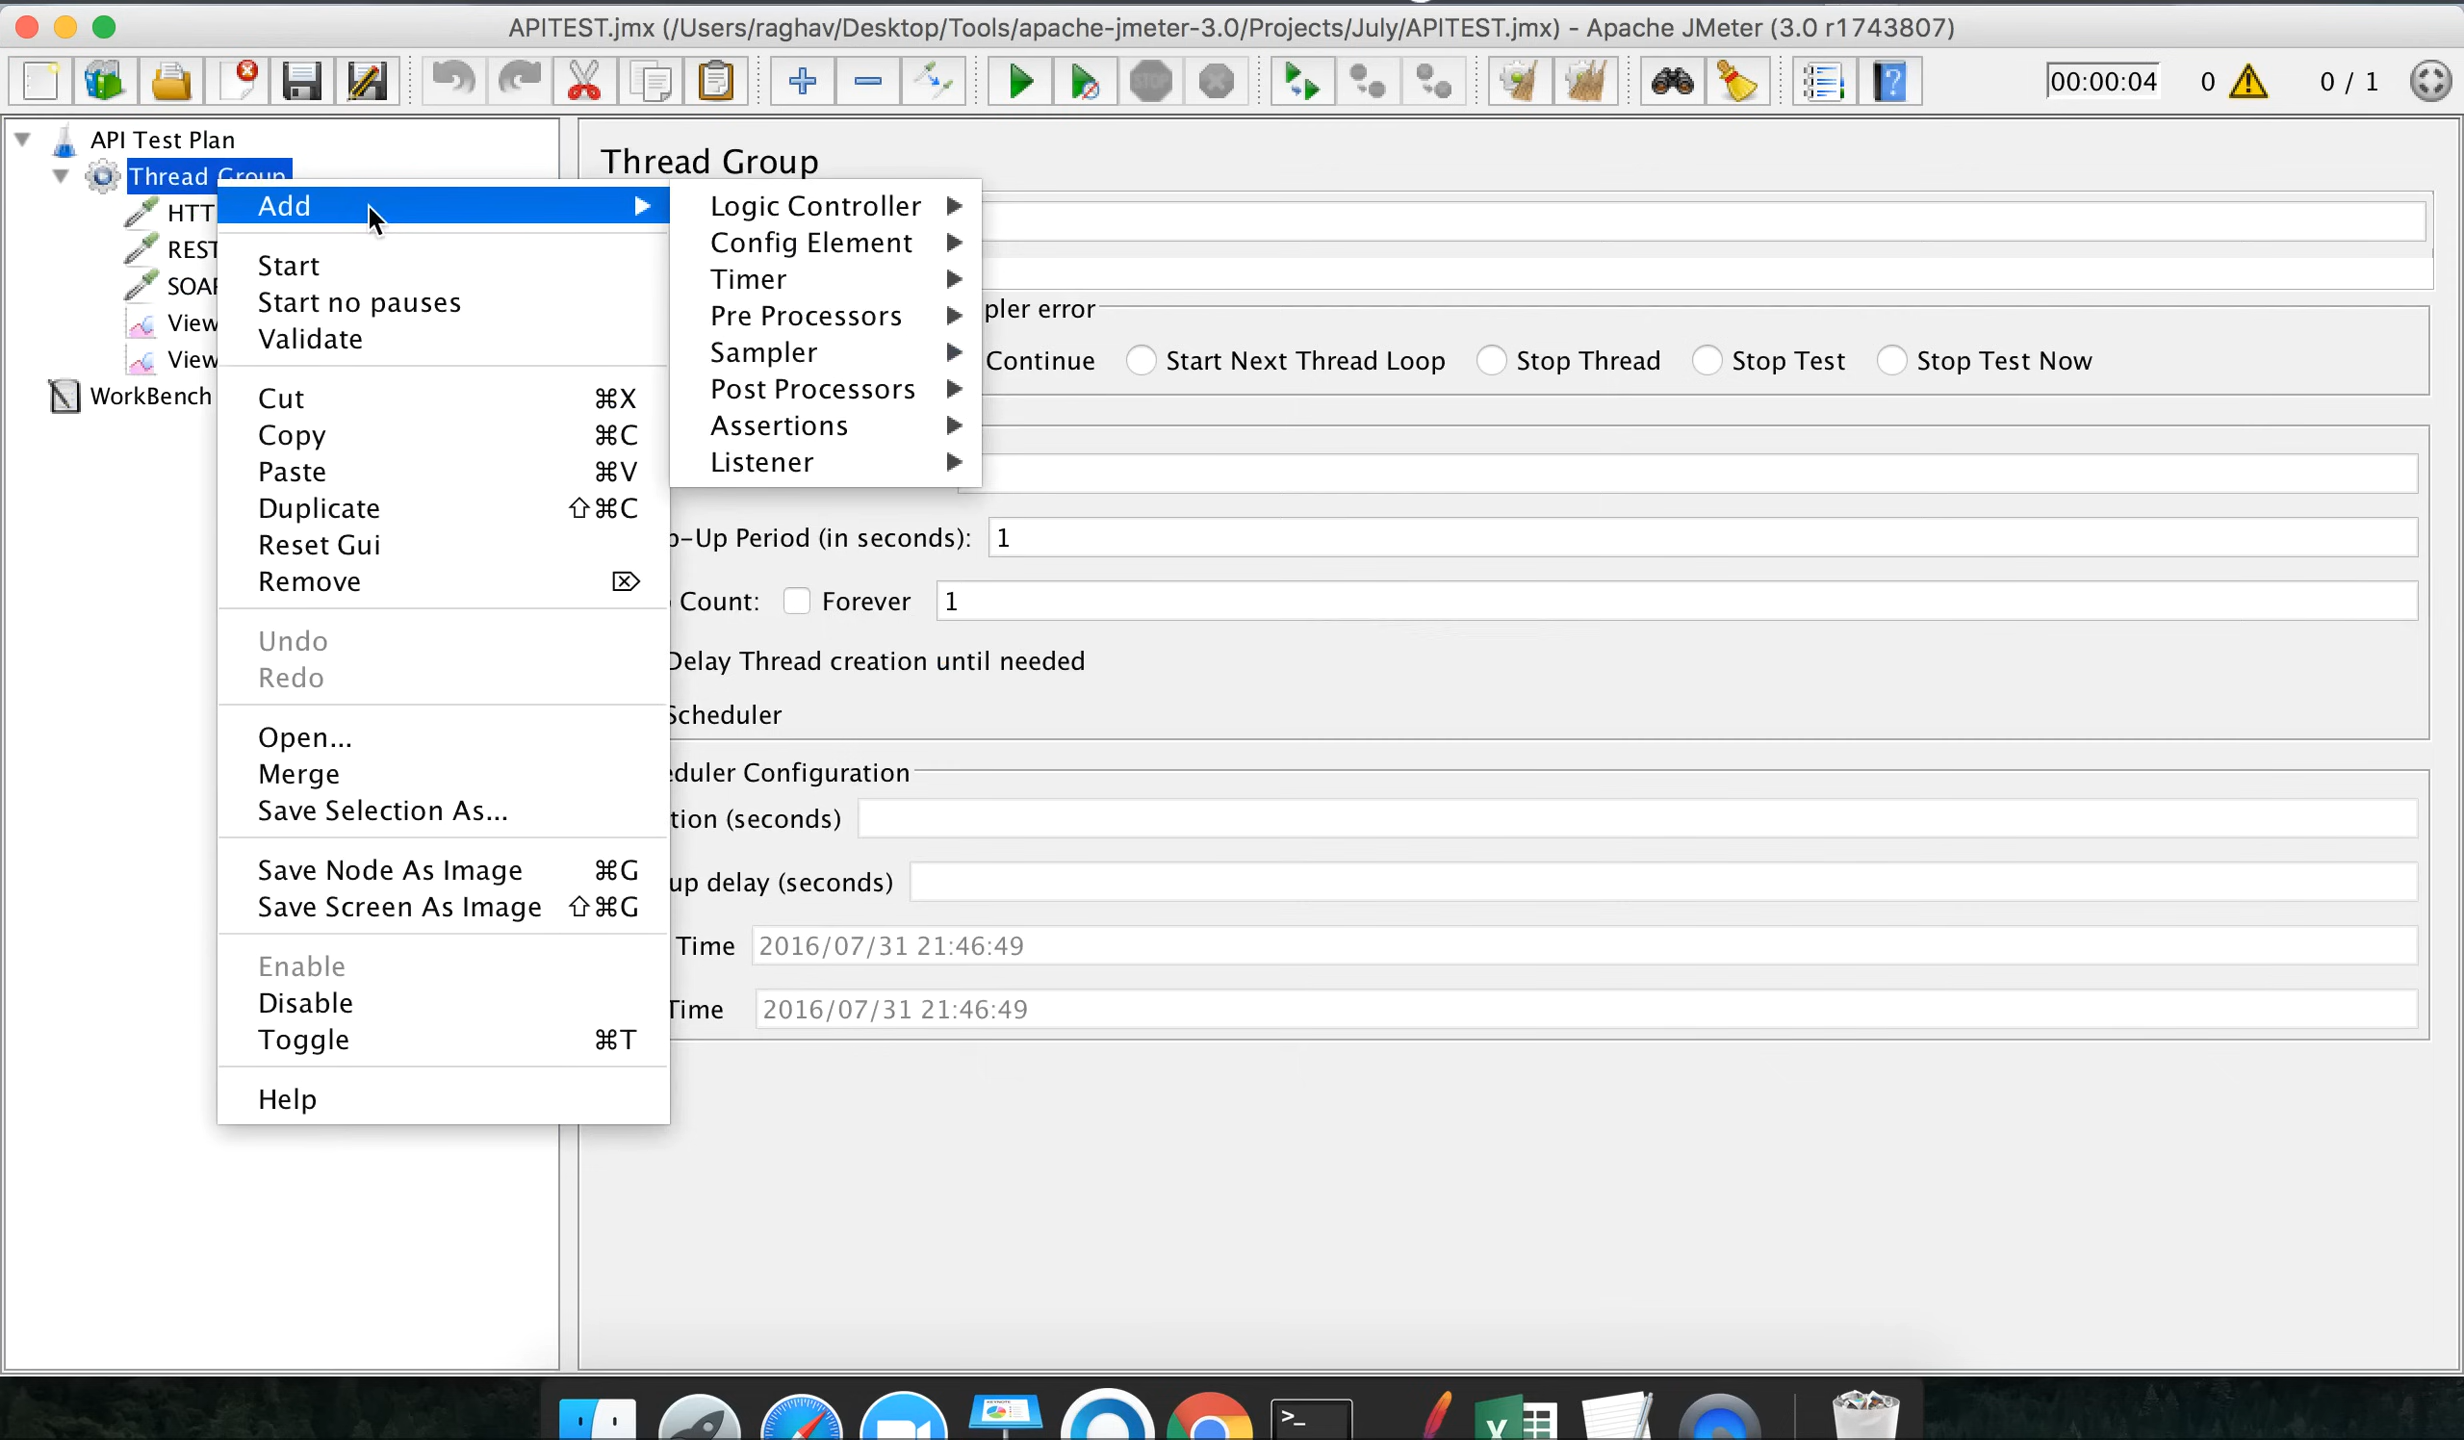 APITEST.jmx (/Users/raghav/Desktop/Tools/apache-jmeter-3.0/Projects/July/APITEST.jmx) - Apache JMeter (3.0 r1743807)
STOP
00:00:04 0 0 / 1
API Test Plan
Thread Group
HTT
REST
SOAP
View
View
WorkBench
Add
Start
Start no pauses
Validate
Cut ⌘X
Copy ⌘C
Paste ⌘V
Duplicate ⇧⌘C
Reset Gui
Remove ⌦
Undo
Redo
Open...
Merge
Save Selection As...
Save Node As Image ⌘G
Save Screen As Image ⇧⌘G
Enable
Disable
Toggle ⌘T
Help
Logic Controller
Config Element
Timer
Pre Processors
Sampler
Post Processors
Assertions
Listener
Thread Group
pler error
Continue Start Next Thread Loop Stop Thread Stop Test Stop Test Now
p-Up Period (in seconds): 1
Count: Forever 1
Delay Thread creation until needed
Scheduler
eduler Configuration
tion (seconds)
up delay (seconds)
Time 2016/07/31 21:46:49
Time 2016/07/31 21:46:49